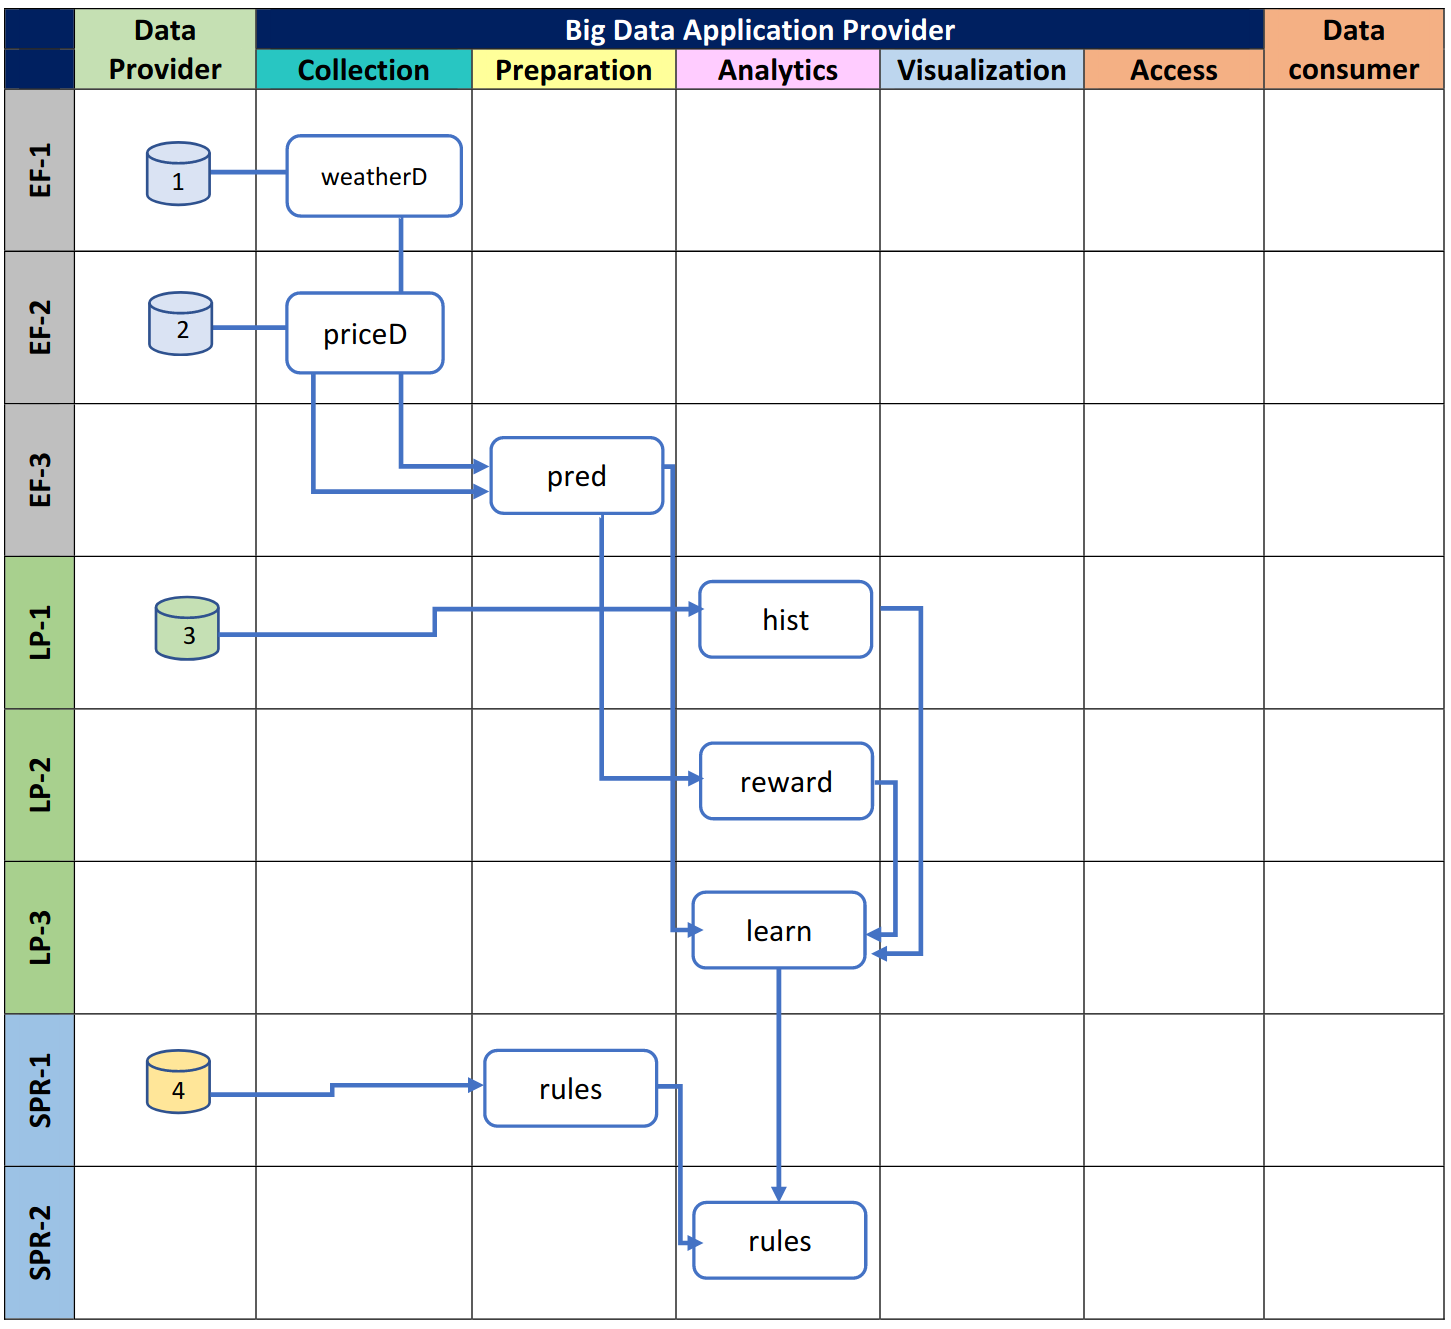 Data Provider
Big Data Application Provider
Data consumer
Collection
Preparation
Analytics
Visualization
Access
EF-1
1
weatherD
EF-2
2
priceD
EF-3
pred
LP-1
3
hist
LP-2
reward
LP-3
learn
SPR-1
4
rules
SPR-2
rules